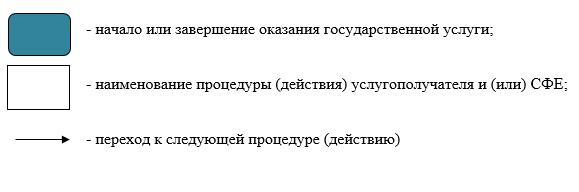 - начало или завершение оказания государственной услуги;
- наименование процедуры (действия) услугополучателя и (или) СФЕ;
- переход к следующей процедуре (действию)